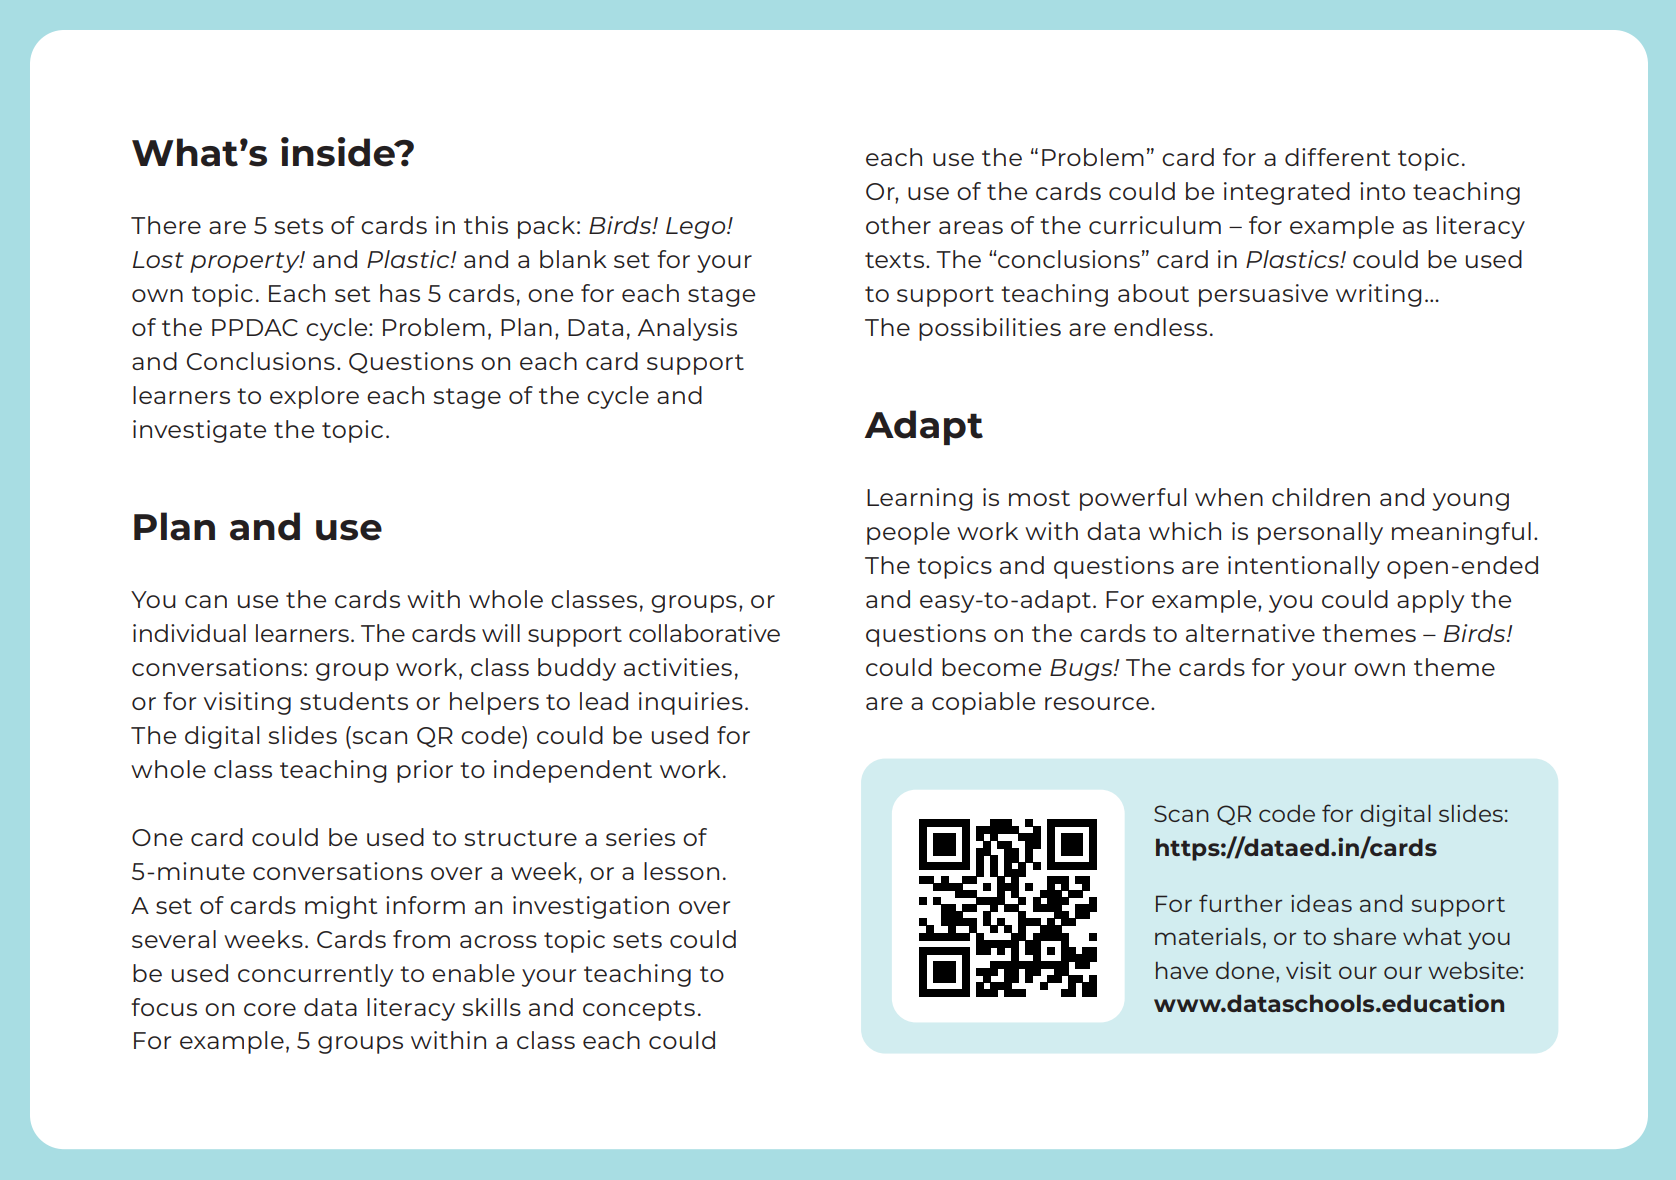 What’s inside?
There are 5 sets of cards in this pack: Birds! Lego!
Lost property! and Plastic! and a blank set for your
own topic. Each set has 5 cards, one for each stage
of the PPDAC cycle: Problem, Plan, Data, Analysis
and Conclusions. Questions on each card support
learners to explore each stage of the cycle and
investigate the topic.
Plan and use
You can use the cards with whole classes, groups, or
individual learners. The cards will support collaborative
conversations: group work, class buddy activities,
or for visiting students or helpers to lead inquiries.
The digital slides (scan QR code) could be used for
whole class teaching prior to independent work.
One card could be used to structure a series of
5-minute conversations over a week, or a lesson.
A set of cards might inform an investigation over
several weeks. Cards from across topic sets could
be used concurrently to enable your teaching to
focus on core data literacy skills and concepts.
For example, 5 groups within a class each could
each use the “Problem” card for a different topic.
Or, use of the cards could be integrated into teaching
other areas of the curriculum – for example as literacy
texts. The “conclusions” card in Plastics! could be used
to support teaching about persuasive writing...
The possibilities are endless.
Adapt
Learning is most powerful when children and young
people work with data which is personally meaningful.
The topics and questions are intentionally open-ended
and easy-to-adapt. For example, you could apply the
questions on the cards to alternative themes – Birds!
could become Bugs! The cards for your own theme
are a copiable resource.
Scan QR code for digital slides:
https://dataed.in/cards
For further ideas and support
materials, or to share what you
have done, visit our our website:
www.dataschools.education